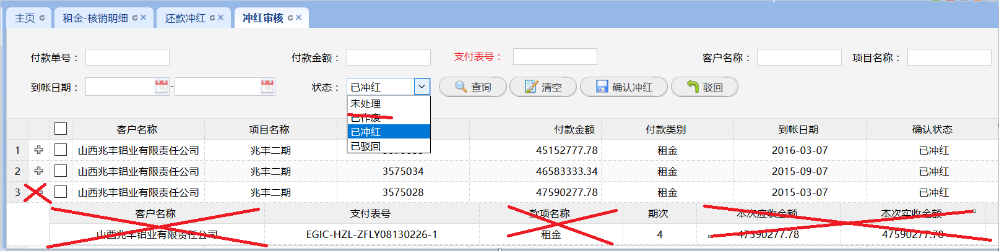 主页 租金-核销明细 还款冲红 冲红审核
付款单号： 付款金额： 支付表号： 客户名称： 项目名称：
到帐日期： - 状态： 已冲红 查询 清空 确认冲红 驳回
未处理
已作废
已冲红
已驳回
客户名称 项目名称 付款金额 付款类别 到帐日期 确认状态
1 山西兆丰铝业有限责任公司 兆丰二期 45152777.78 租金 2016-03-07 已冲红
2 山西兆丰铝业有限责任公司 兆丰二期 3575034 46583333.34 租金 2015-09-07 已冲红
3 山西兆丰铝业有限责任公司 兆丰二期 3575028 47590277.78 租金 2015-03-07 已冲红
客户名称 支付表号 款项名称 期次 本次应收金额 本次实收金额
山西兆丰铝业有限责任公司 EGIC-HZL-ZFLY08130226-1 租金 4 47590277.78 47590277.78